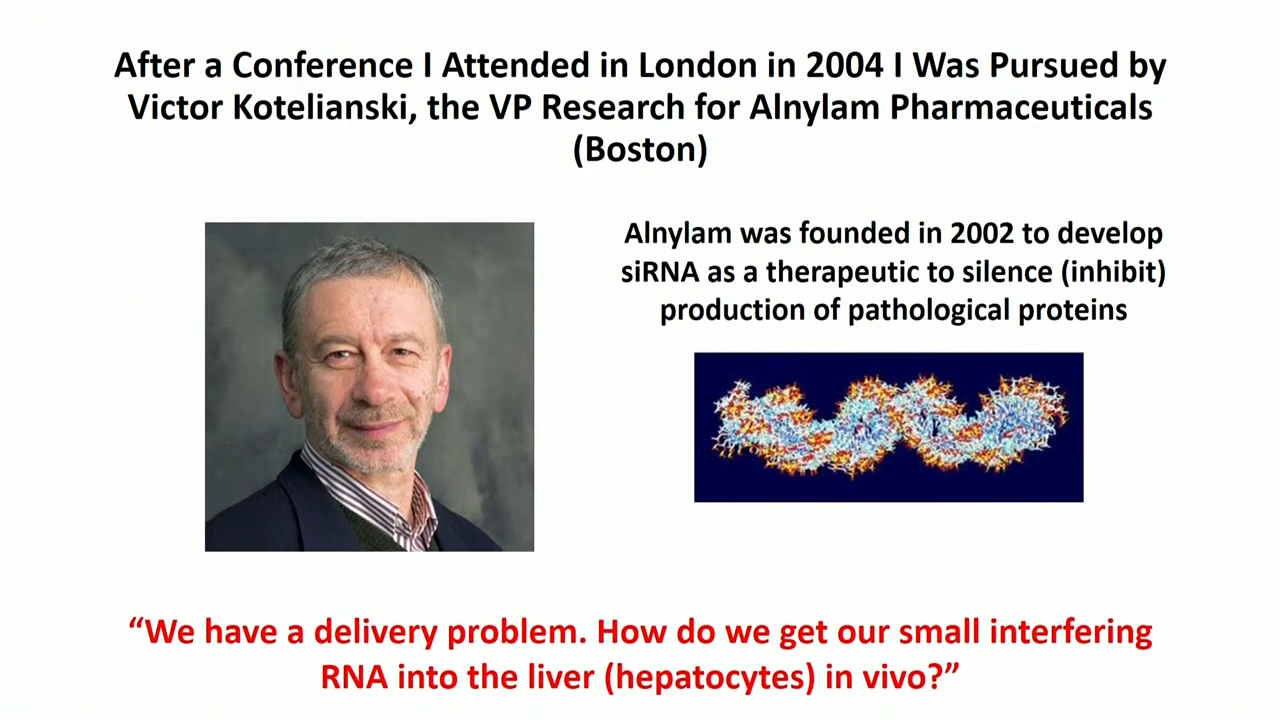 After a Conference I Attended in London in 2004 I Was Pursued by
Victor Kotelianski, the VP Research for Alnylam Pharmaceuticals
(Boston)
Alnylam was founded in 2002 to develop
siRNA as a therapeutic to silence (inhibit)
production of pathological proteins
“We have a delivery problem. How do we get our small interfering
RNA into the liver (hepatocytes) in vivo?”